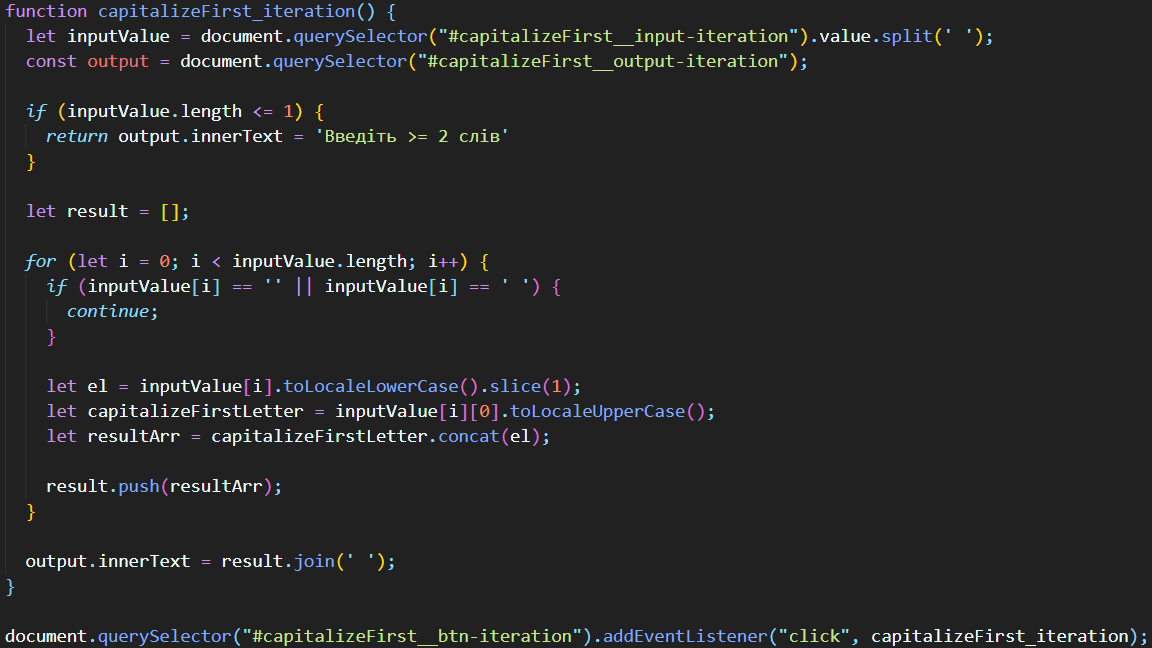 function capitalizeFirst_iteration() {
let inputValue = document.querySelector("#capitalizeFirst__input-iteration").value.split(' ');
const output = document.querySelector("#capitalizeFirst__output-iteration");
if (inputValue.length <= 1) {
return output.innerText = 'Введіть >= 2 слів'
}
let result = [];
for (let i = 0; i < inputValue.length; i++) {
if (inputValue[i] == '' || inputValue[i] == ' ') {
continue;
}
let el = inputValue[i].toLocaleLowerCase().slice(1);
let capitalizeFirstLetter = inputValue[i][0].toLocaleUpperCase();
let resultArr = capitalizeFirstLetter.concat(el);
result.push(resultArr);
}
output.innerText = result.join(' ');
}
document.querySelector("#capitalizeFirst__btn-iteration").addEventListener("click", capitalizeFirst_iteration);